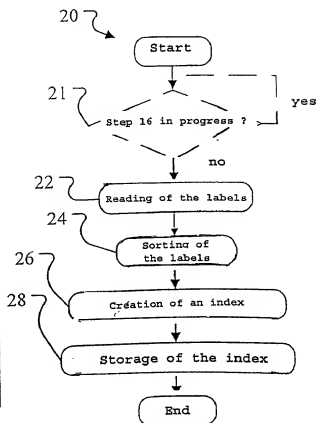 20
Start
21
Step 16 in progress ?
yes
no
22
Reading of the labels
24
Sorting of
the labels
26
Creation of an index
28
Storage of the index
End